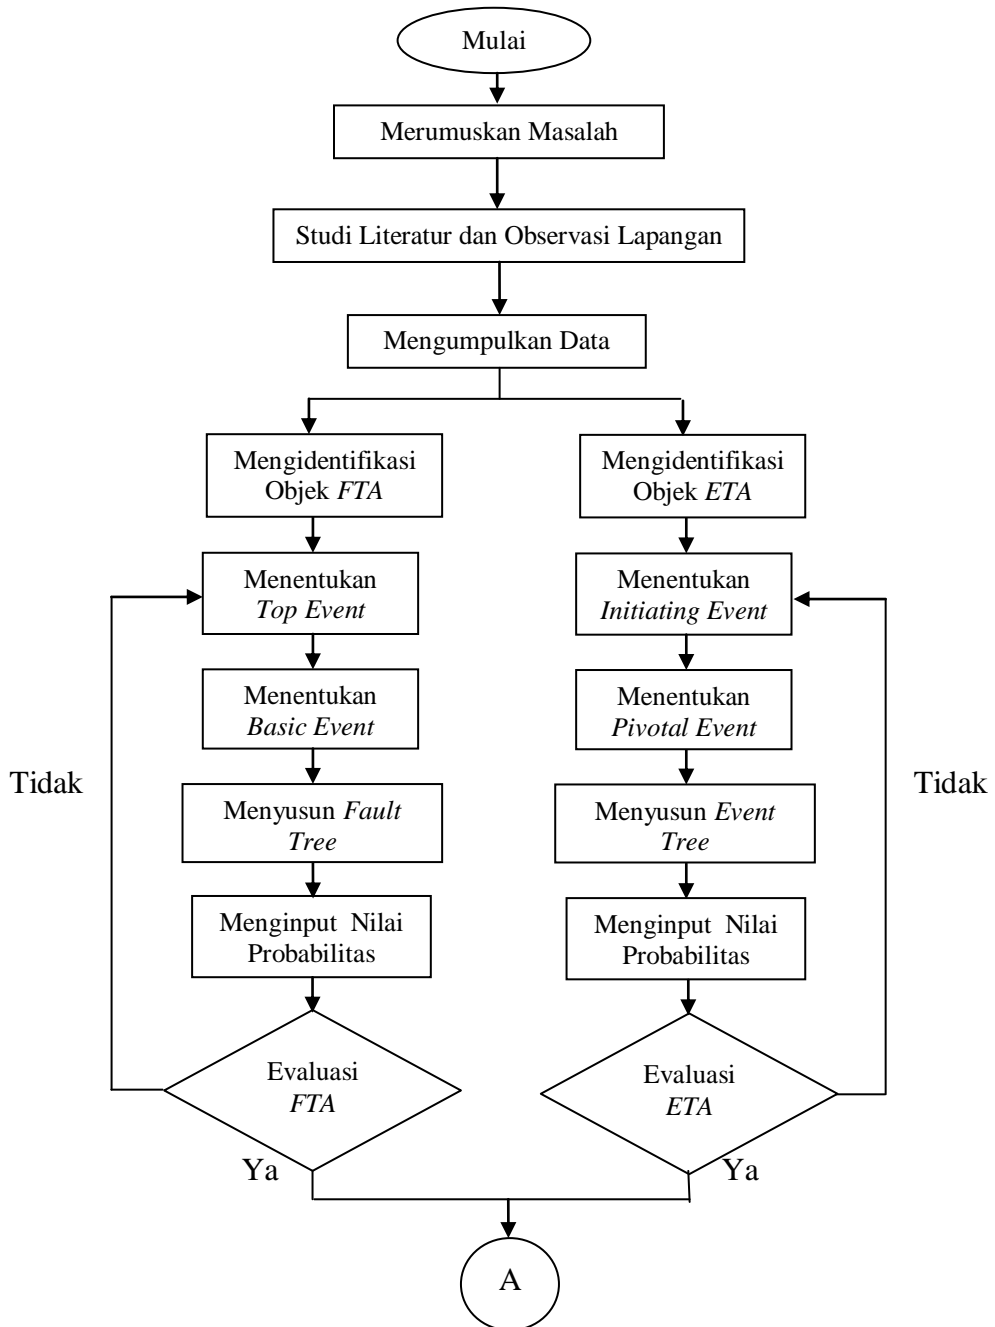 Mulai
Merumuskan Masalah
Studi Literatur dan Observasi Lapangan
Mengumpulkan Data
Mengidentifikasi
Objek FTA
Menentukan
Top Event
Menentukan
Basic Event
Menyusun Fault
Tree
Menginput Nilai
Probabilitas
Evaluasi
FTA
Tidak
Ya
Mengidentifikasi
Objek ETA
Menentukan
Initiating Event
Menentukan
Pivotal Event
Menyusun Event
Tree
Menginput Nilai
Probabilitas
Evaluasi
ETA
Tidak
Ya
A